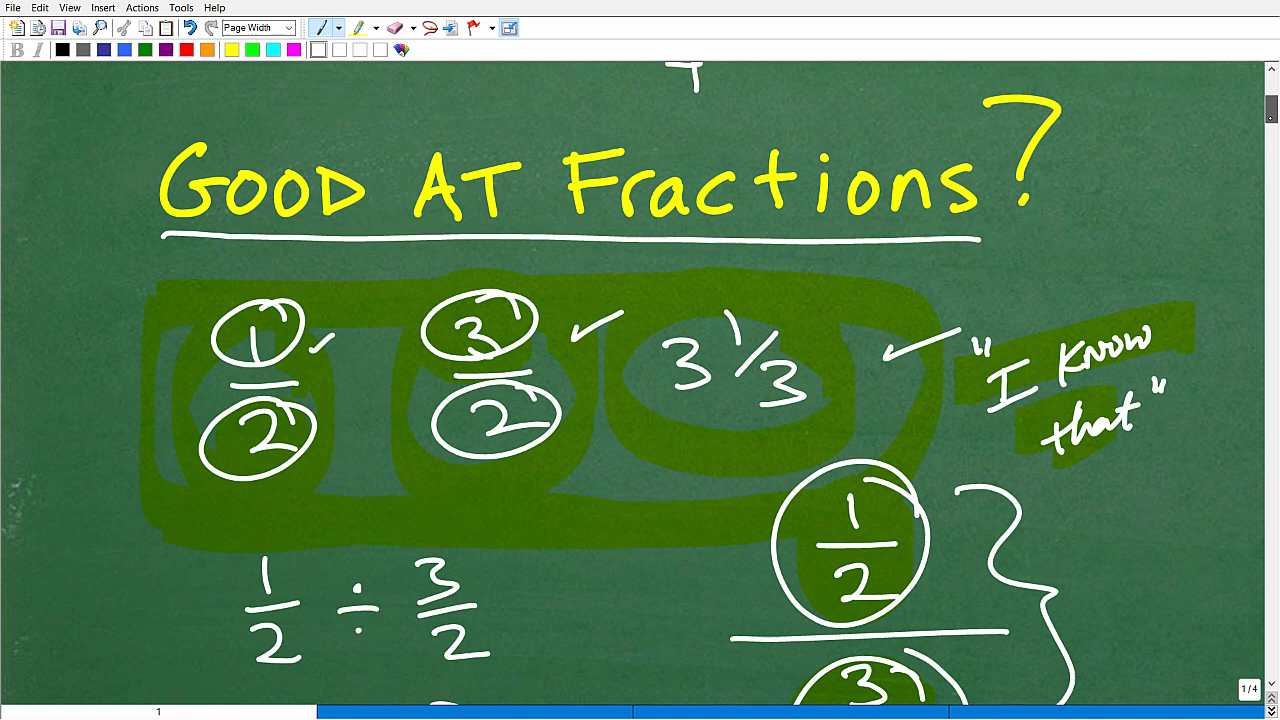 File Edit View Insert Actions Tools Help
Page Width
B I
GOOD AT Fractions?
1/2 3/2 3 1/3 "I know
that"
1/2 ÷ 3/2
1/2
3
1/4
1